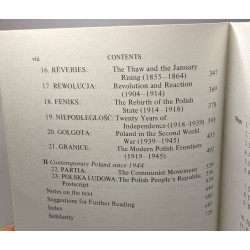 viii CONTENTS
16. RÊVERIES: The Thaw and the January
Rising (1855–1864) 347
17. REWOLUCJA: Revolution and Reaction
(1904–1914) 369
18. FENIKS: The Rebirth of the Polish
State (1914–1918) 378
19. NIEPODLEGŁOŚĆ: Twenty Years of
Independence (1918–1939)
20. GOLGOTA: Poland in the Second World
War (1939–1945)
21. GRANICE: The Modern Polish Frontiers
(1919–1945)
II Contemporary Poland since 1944
22. PARTIA: The Communist Movement
23. POLSKA LUDOWA: The Polish People's Republic
Postscript
Notes on the text
Suggestions for Further Reading
Index
Solidarity